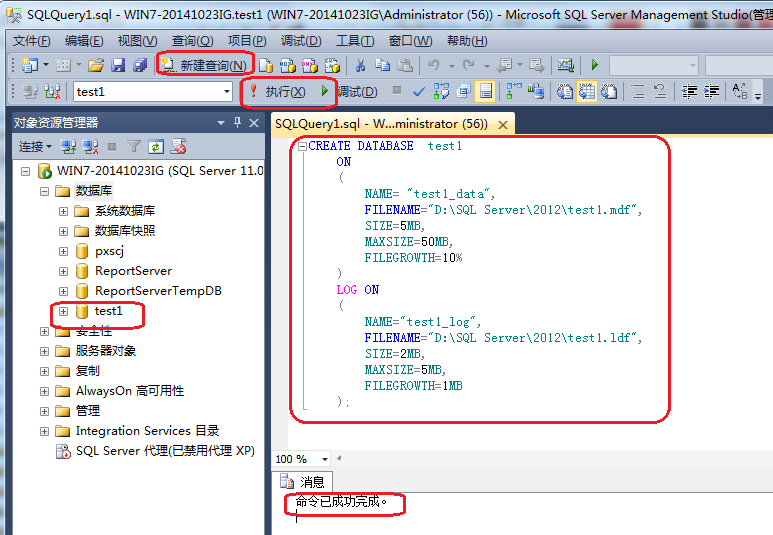 SQLQuery1.sql - WIN7-20141023IG.test1 (WIN7-20141023IG\Administrator (56)) - Microsoft SQL Server Management Studio(管理
文件(F) 编辑(E) 视图(V) 查询(Q) 项目(P) 调试(D) 工具(T) 窗口(W) 帮助(H)
新建查询(N)
test1 执行(X) 调试(D)
对象资源管理器
SQLQuery1.sql - W...ministrator (56))
连接
WIN7-20141023IG (SQL Server 11.0
数据库
系统数据库
数据库快照
pxscj
ReportServer
ReportServerTempDB
test1
安全性
服务器对象
复制
AlwaysOn 高可用性
管理
Integration Services 目录
SQL Server 代理(已禁用代理 XP)
CREATE DATABASE test1
ON
(
NAME= "test1_data",
FILENAME="D:\SQL Server\2012\test1.mdf",
SIZE=5MB,
MAXSIZE=50MB,
FILEGROWTH=10%
)
LOG ON
(
NAME="test1_log",
FILENAME="D:\SQL Server\2012\test1.ldf",
SIZE=2MB,
MAXSIZE=5MB,
FILEGROWTH=1MB
);
100 %
消息
命令已成功完成。